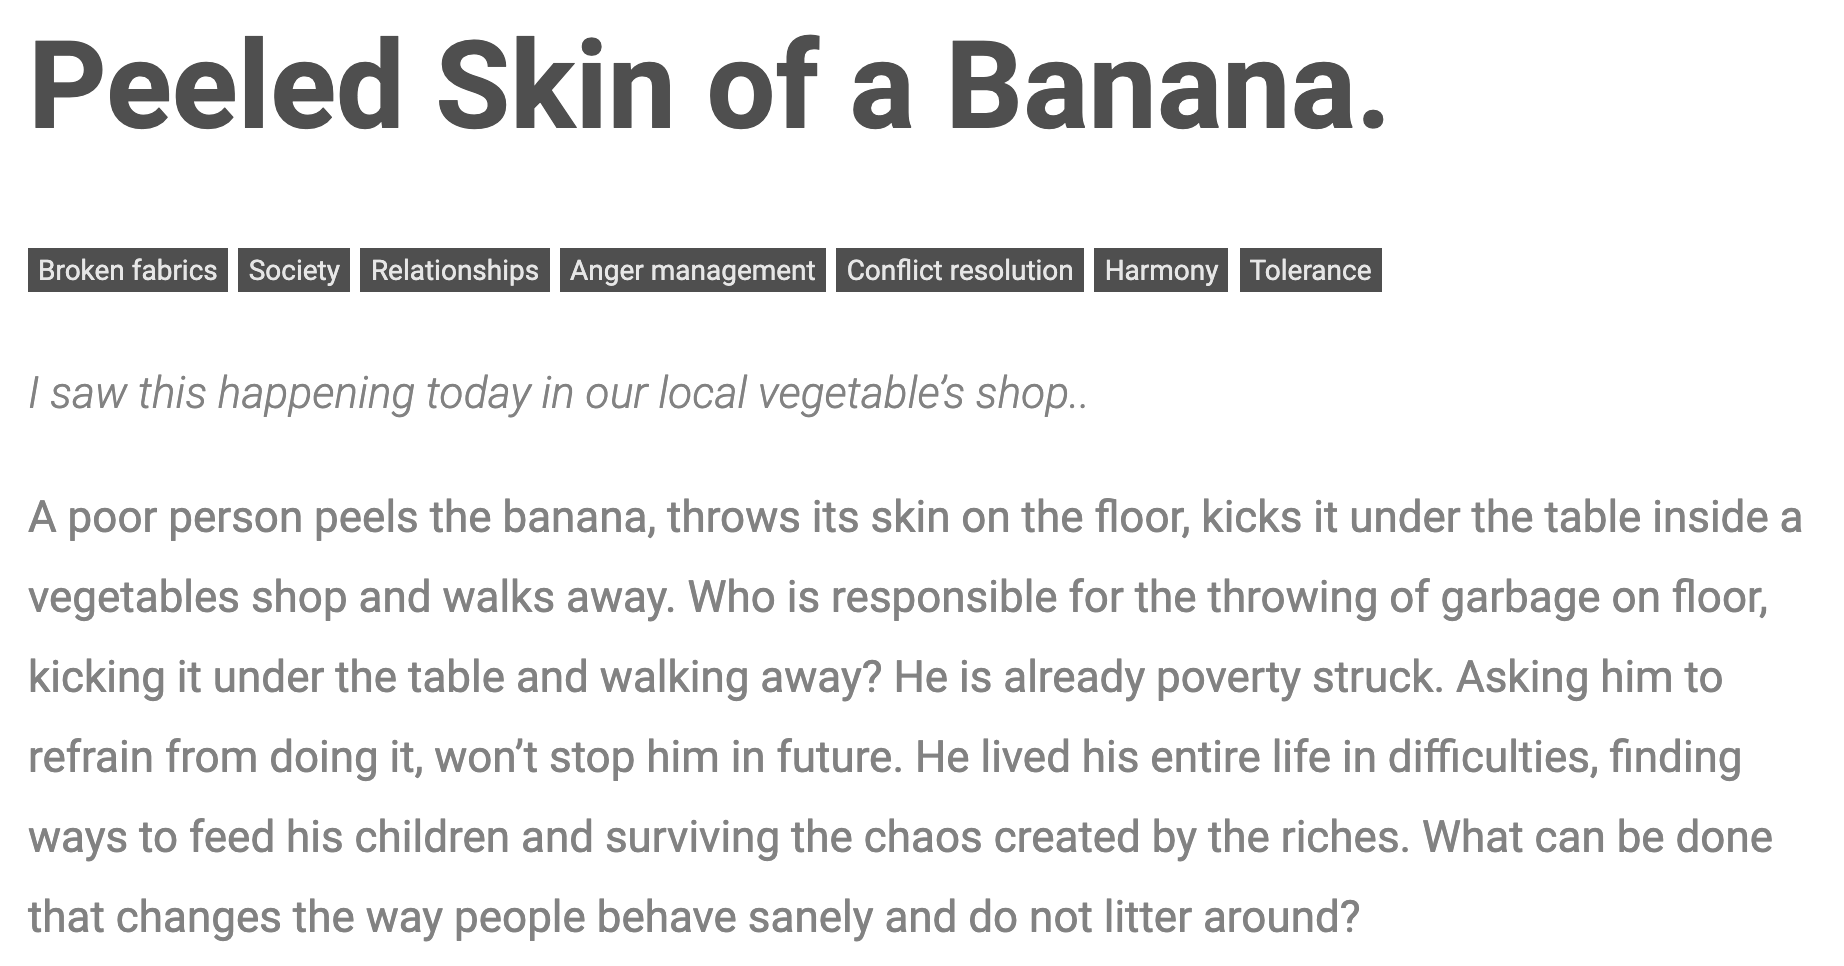 Peeled Skin of a Banana.
Broken fabrics Society Relationships Anger management Conflict resolution Harmony Tolerance
I saw this happening today in our local vegetable’s shop..
A poor person peels the banana, throws its skin on the floor, kicks it under the table inside a
vegetables shop and walks away. Who is responsible for the throwing of garbage on floor,
kicking it under the table and walking away? He is already poverty struck. Asking him to
refrain from doing it, won’t stop him in future. He lived his entire life in difficulties, finding
ways to feed his children and surviving the chaos created by the riches. What can be done
that changes the way people behave sanely and do not litter around?